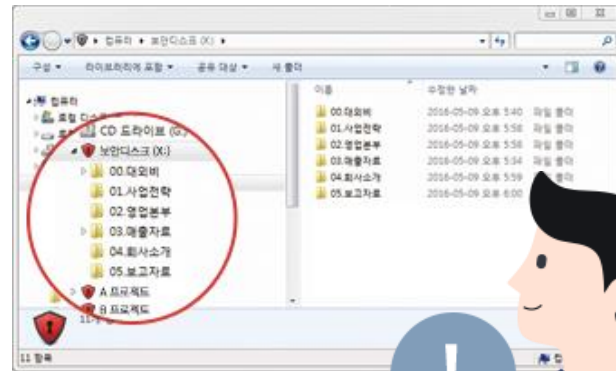 컴퓨터 ▸ 보안디스크 (X:) ▸
구성 ▾ 라이브러리에 포함 ▾ 공유 대상 ▾ 새 폴더
이름 수정한 날짜
00.대외비 2016-05-09 오후 5:40 파일 폴더
01.사업전략 2016-05-09 오후 5:58 파일 폴더
02.영업본부 2016-05-09 오후 5:58 파일 폴더
03.매출자료 2016-05-09 오후 5:34 파일 폴더
04.회사소개 2016-05-09 오후 5:59
05.보고자료 2016-05-09 오후 6:00
컴퓨터
CD 드라이브 (G:)
보안디스크 (X:)
00.대외비
01.사업전략
02.영업본부
03.매출자료
04.회사소개
05.보고자료
A 프로젝트
B 프로젝트
11 항목
!